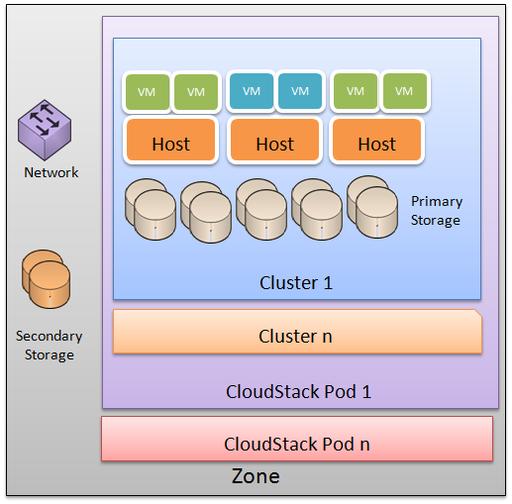 VM
VM
VM
VM
VM
VM
Host
Host
Host
Network
Primary
Storage
Cluster 1
Secondary
Storage
Cluster n
CloudStack Pod 1
CloudStack Pod n
Zone